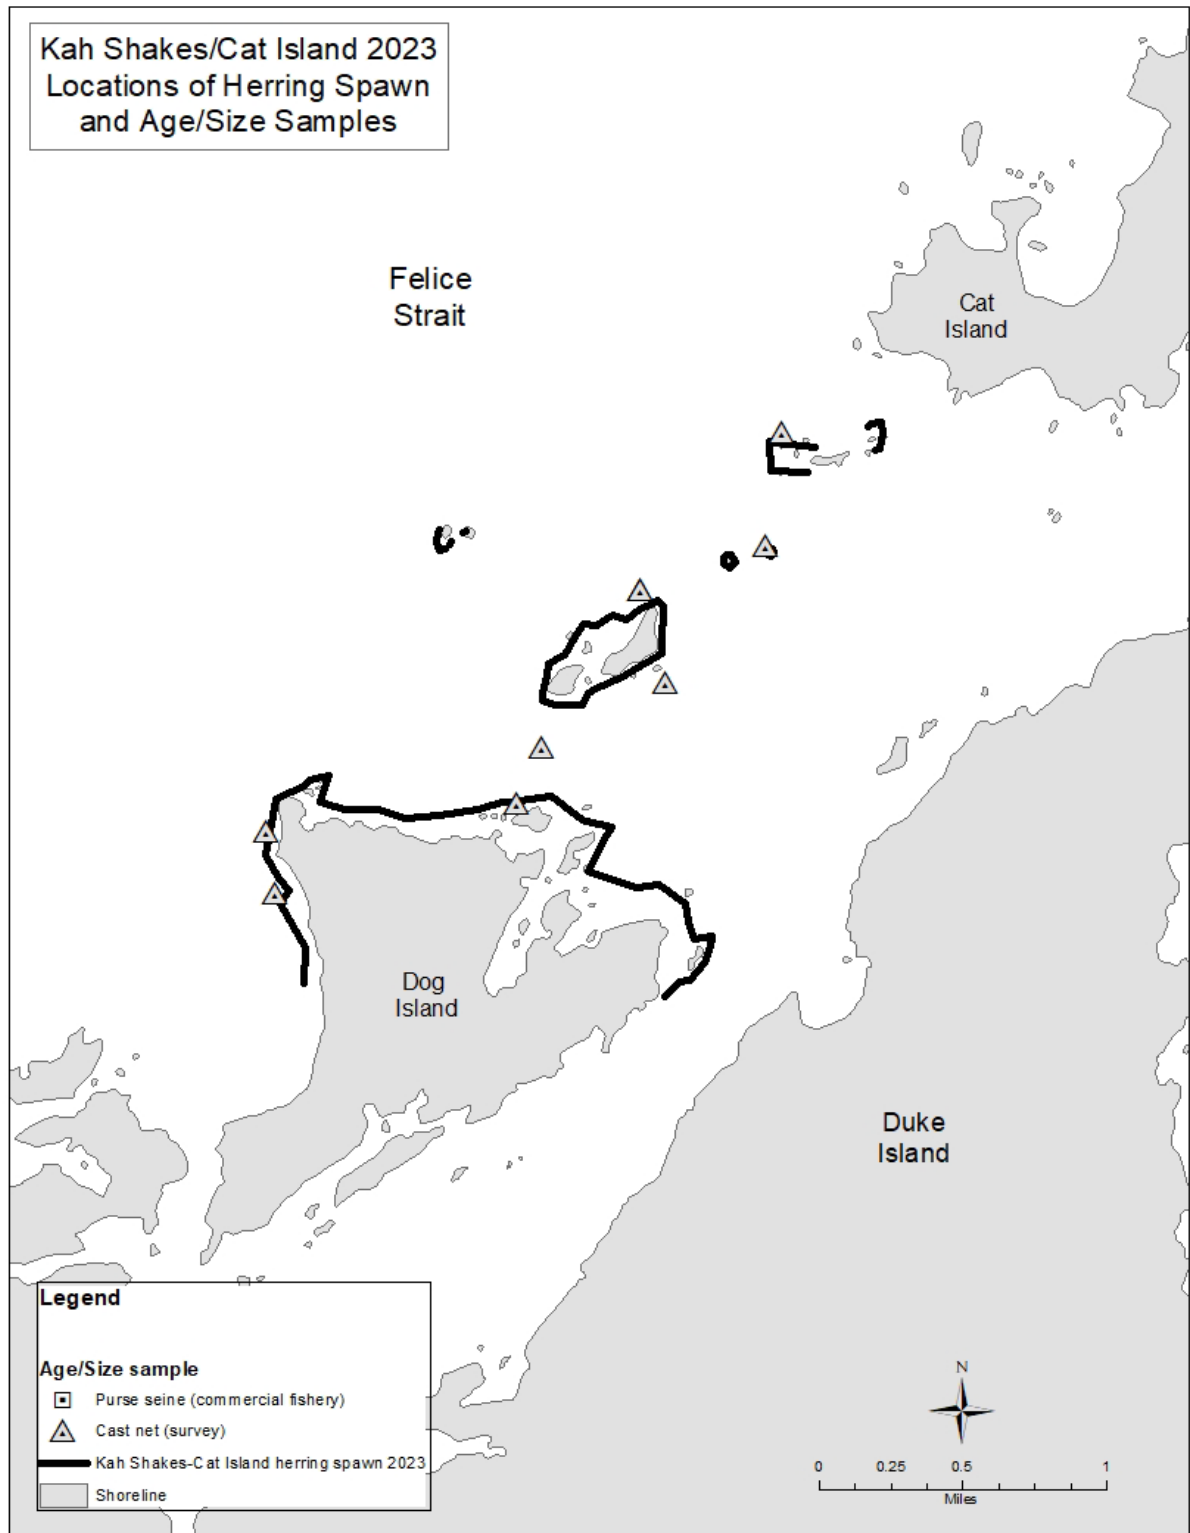 Kah Shakes/Cat Island 2023
Locations of Herring Spawn
and Age/Size Samples
Felice
Strait
Cat
Island
Dog
Island
Duke
Island
Legend
Age/Size sample
Purse seine (commercial fishery)
Cast net (survey)
Kah Shakes-Cat Island herring spawn 2023
Shoreline
N
0 0.25 0.5 1
Miles